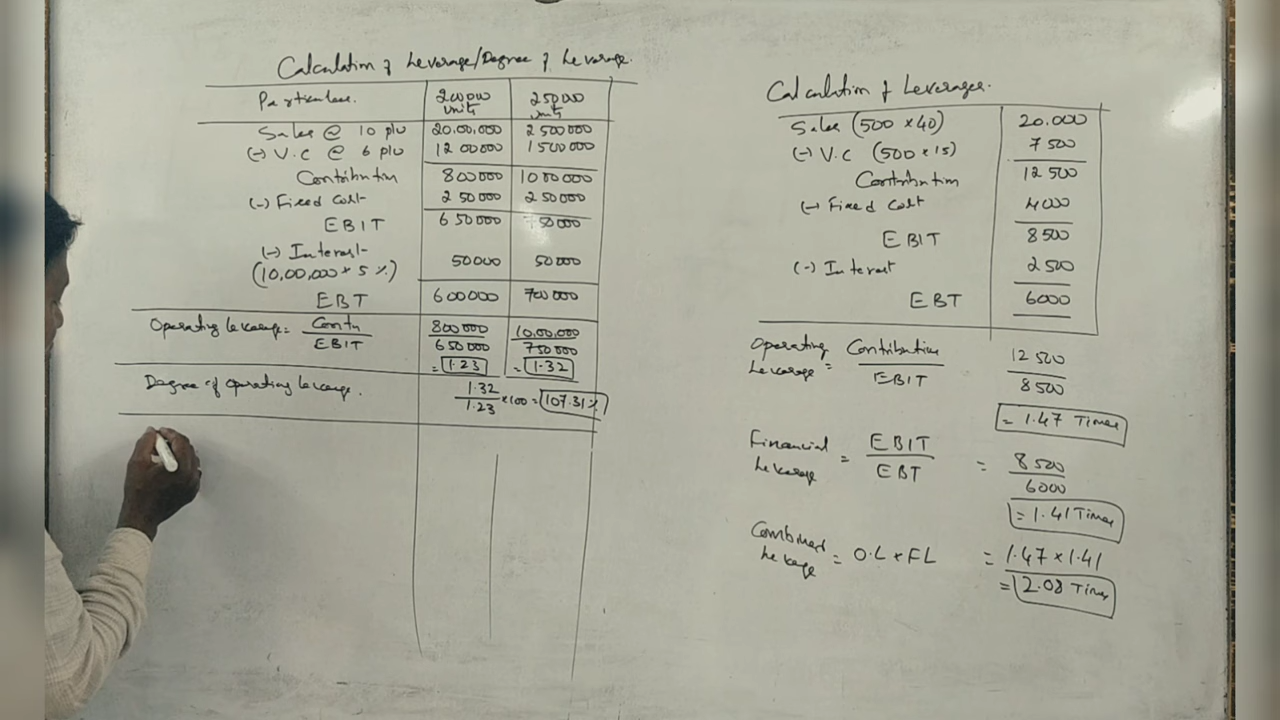 Calculation of Leverage/Degree of Leverage.
Particulars. 200000 units 250000 units
Sales @ 10 p/u 20,00,000 2500000
(-) V.C @ 6 p/u 1200000 1500000
Contribution 800000 1000000
(-) Fixed Cost 250000 250000
EBIT 650000 750000
(-) Interest
(10,00,000 * 5%) 50000 50000
EBT 600000 700000
Operating Leverage = Contn / EBIT 800000 / 650000 10,00,000 / 750000
= 1.23 = 1.32
Degree of operating Leverage. 1.32 / 1.23 × 100 = 107.31%
Calculation of Leverages.
Sales (500 × 40) 20.000
(-) V.C (500 × 15) 7500
Contribution 12500
(-) Fixed Cost 4000
EBIT 8500
(-) Interest 2500
EBT 6000
Operating Leverage = Contribution / EBIT 12500 / 8500
= 1.47 Times
Financial Leverage = EBIT / EBT = 8500 / 6000
= 1.41 Times
Combined Leverage = O.L × FL = 1.47 × 1.41
= 2.08 Times